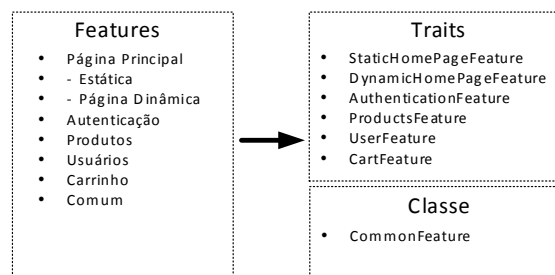 Features
• Página Principal
• - Estática
• - Página Dinâmica
• Autenticação
• Produtos
• Usuários
• Carrinho
• Comum
Traits
• StaticHomePageFeature
• DynamicHomePageFeature
• AuthenticationFeature
• ProductsFeature
• UserFeature
• CartFeature
Classe
• CommonFeature